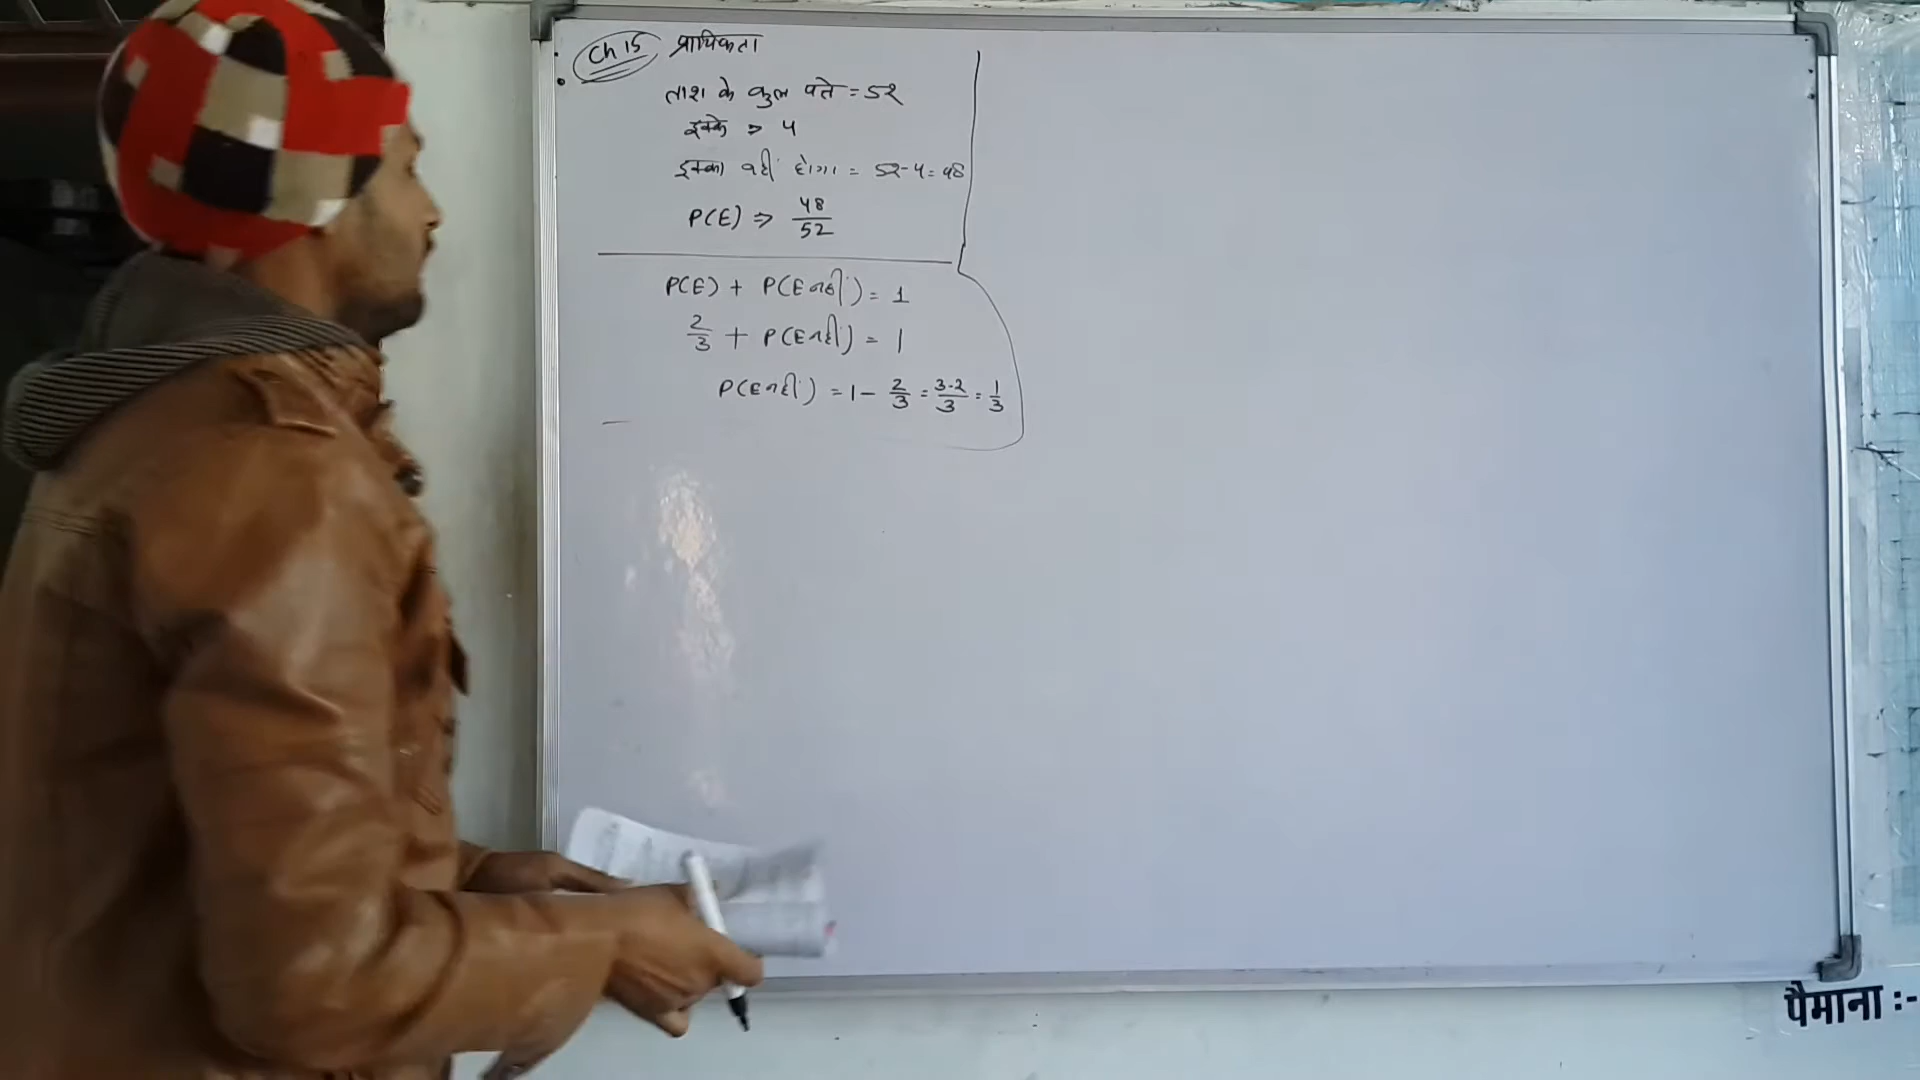 Ch 15 प्रायिकता
ताश के कुल पत्ते = 52
इक्के ⇒ 4
इक्का नहीं होगा = 52-4=48
P(E) ⇒ 48/52
P(E) + P(E नहीं) = 1
2/3 + P(E नहीं) = 1
P(E नहीं) = 1 - 2/3 = 3-2/3 = 1/3
पैमाना :-